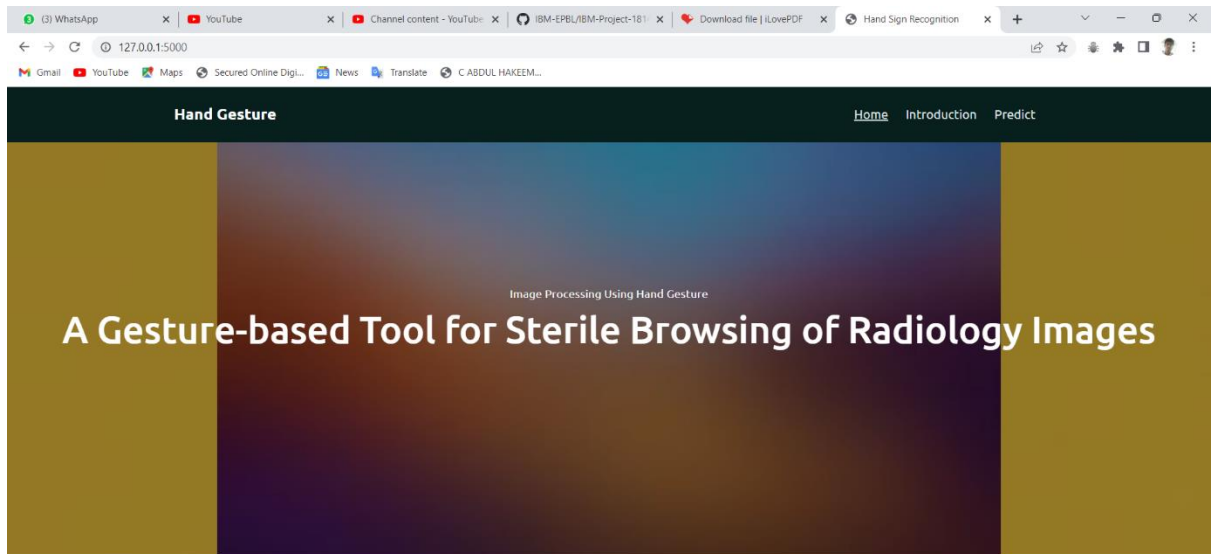 (3) WhatsApp YouTube Channel content - YouTube IBM-EPBL/IBM-Project-181 Download file | iLovePDF Hand Sign Recognition
127.0.0.1:5000
Gmail YouTube Maps Secured Online Digi... News Translate C ABDUL HAKEEM...
Hand Gesture Home Introduction Predict
Image Processing Using Hand Gesture
A Gesture-based Tool for Sterile Browsing of Radiology Images